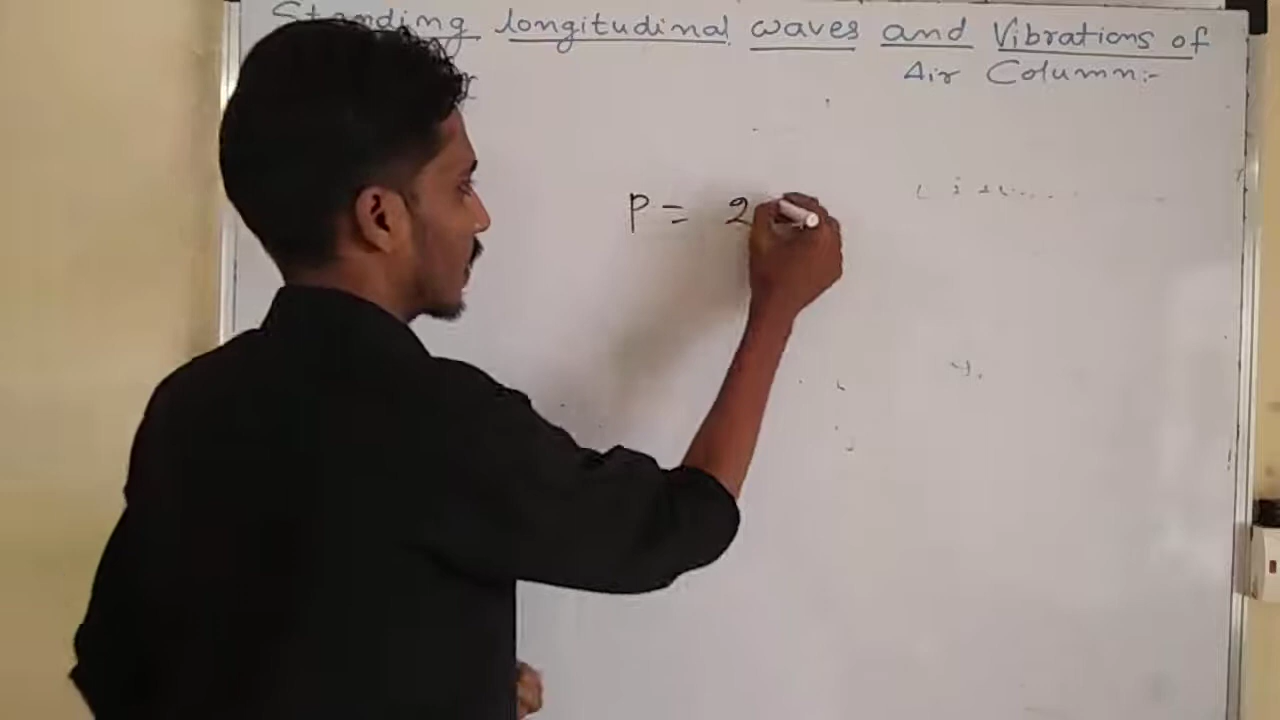 Standing longitudinal waves and Vibrations of
Air Column:-
P = 2